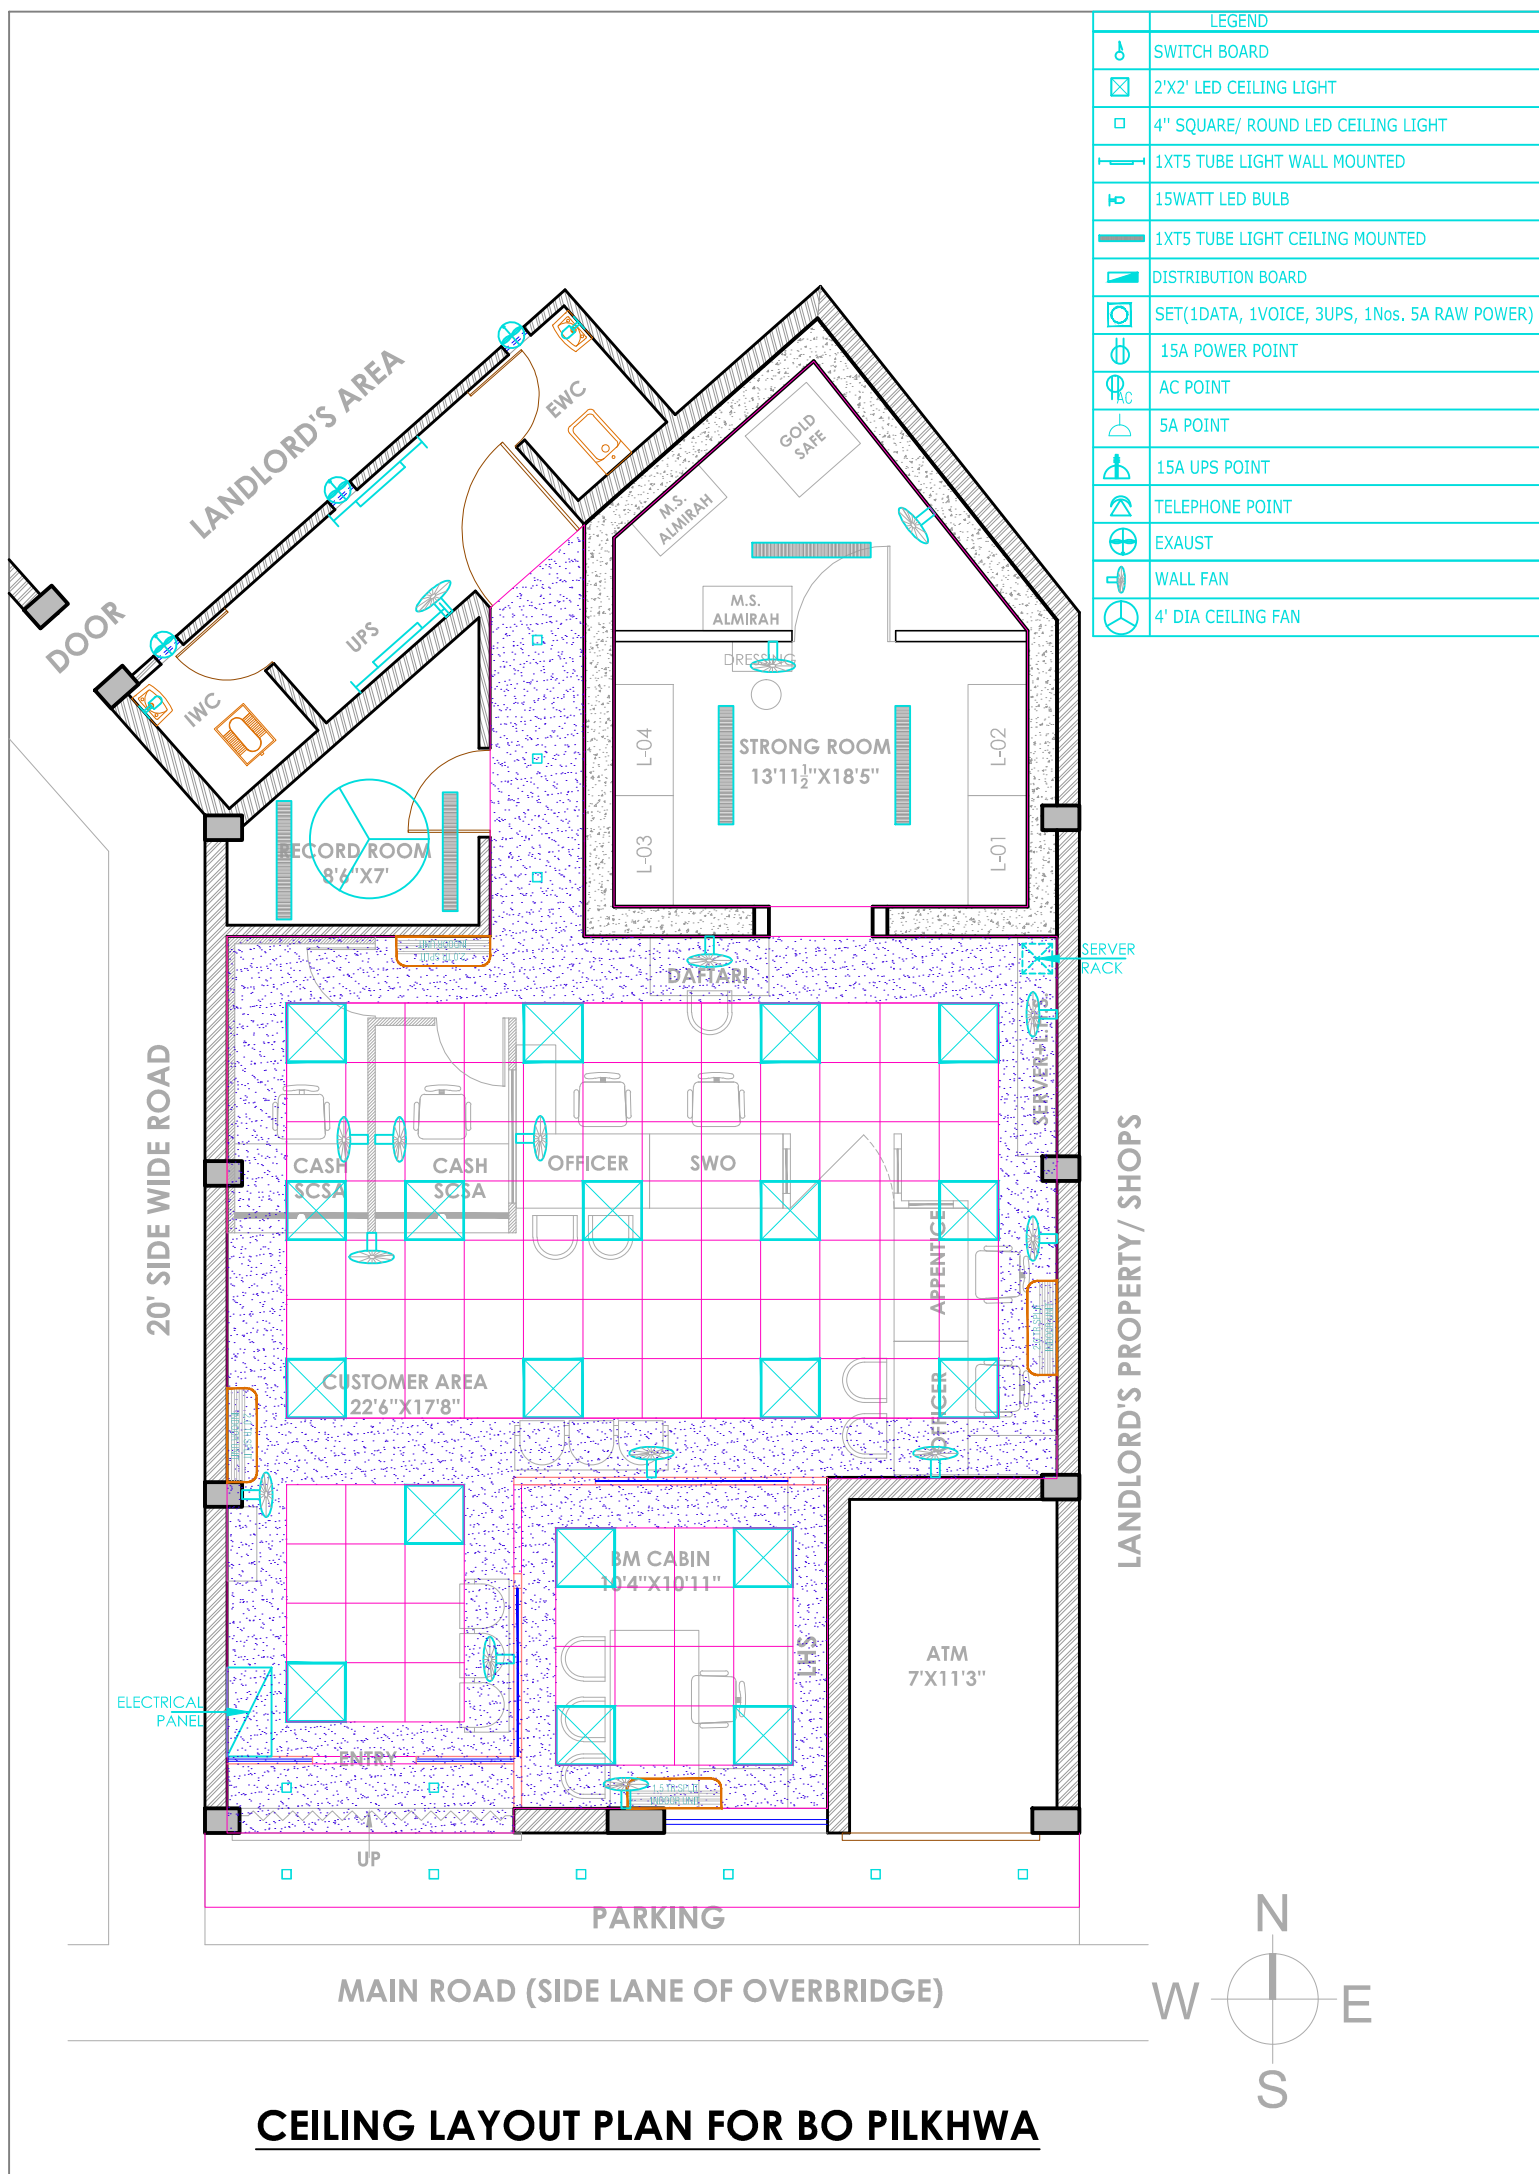 LEGEND
SWITCH BOARD
2'X2' LED CEILING LIGHT
4" SQUARE/ ROUND LED CEILING LIGHT
1XT5 TUBE LIGHT WALL MOUNTED
15WATT LED BULB
1XT5 TUBE LIGHT CEILING MOUNTED
DISTRIBUTION BOARD
SET(1DATA, 1VOICE, 3UPS, 1Nos. 5A RAW POWER)
15A POWER POINT
AC
AC POINT
5A POINT
15A UPS POINT
TELEPHONE POINT
EXAUST
WALL FAN
4' DIA CEILING FAN
LANDLORD'S AREA
EWC
GOLD
SAFE
M.S.
ALMIRAH
M.S.
ALMIRAH
DOOR
UPS
IWC
DRESSING
STRONG ROOM
13'11½"X18'5"
L-04
L-02
L-03
L-01
RECORD ROOM
8'6"X7'
DAFTARI
SERVER
RACK
20' SIDE WIDE ROAD
CASH
SCSA
CASH
SCSA
OFFICER
SWO
APPENTICE
OFFICER
LANDLORD'S PROPERTY/ SHOPS
CUSTOMER AREA
22'6"X17'8"
BM CABIN
10'4"X10'11"
LHS
ATM
7'X11'3"
ELECTRICAL
PANEL
ENTRY
UP
PARKING
MAIN ROAD (SIDE LANE OF OVERBRIDGE)
N
W
E
S
CEILING LAYOUT PLAN FOR BO PILKHWA